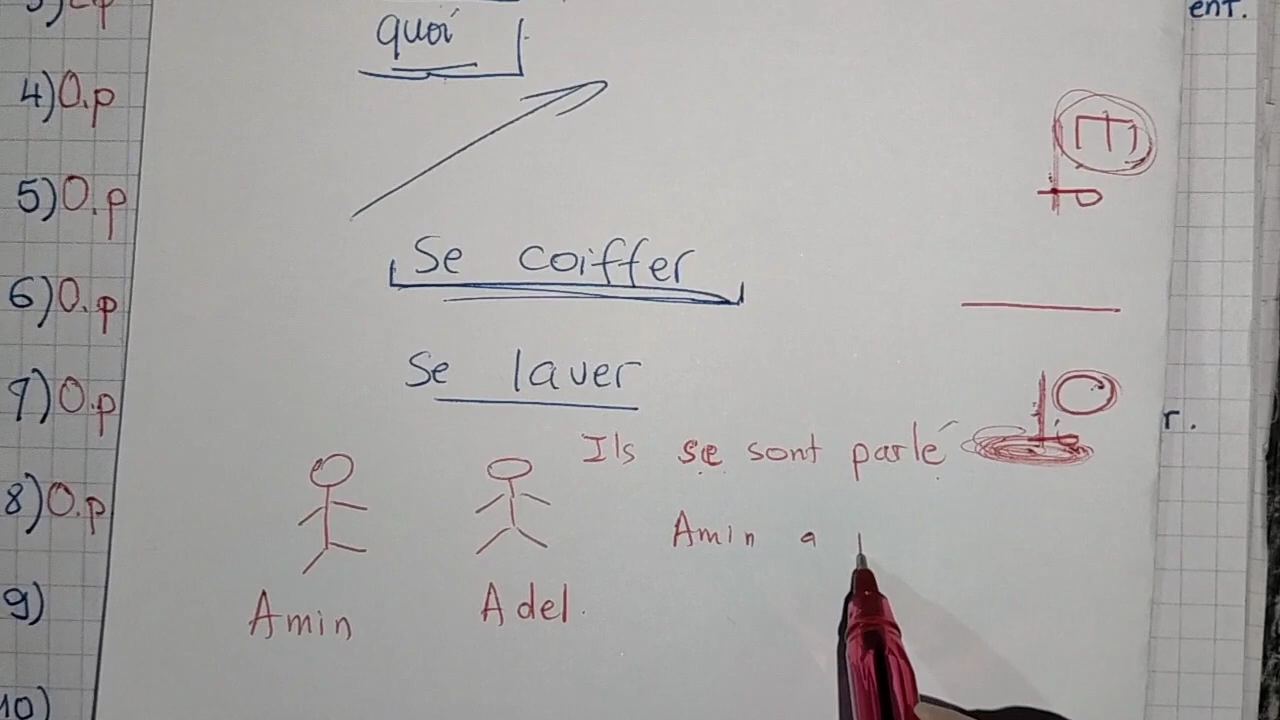 ent.
quoi
4) O.p
5) O.p
6) O.p
7) O.p
8) O.p
9)
10)
Se coiffer
Se laver
r.
Ils se sont parlé
Amin a
Amin
Adel.